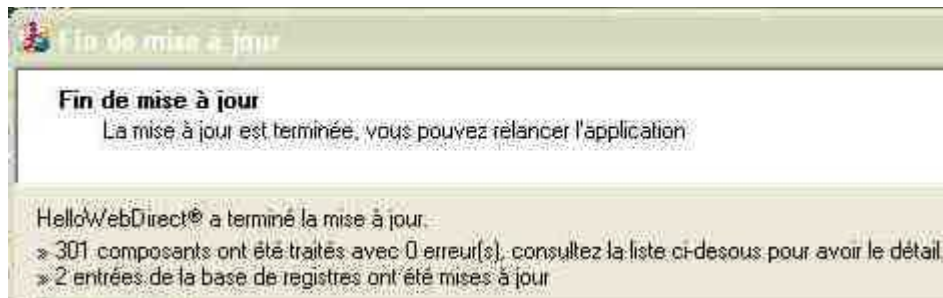 Fin de mise à jour
Fin de mise à jour
La mise à jour est terminée, vous pouvez relancer l'application
HelloWebDirect® a terminé la mise à jour.
» 301 composants ont été traités avec 0 erreur(s), consultez la liste ci-desous pour avoir le détail
» 2 entrées de la base de registres ont été mises à jour